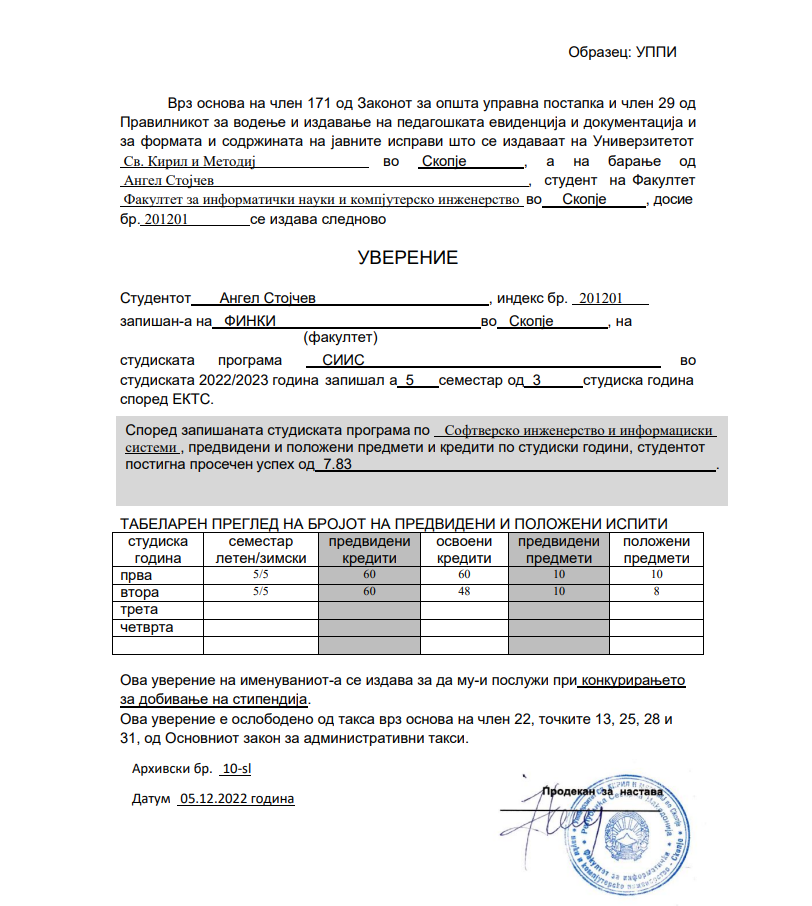 Образец: УППИ
Врз основа на член 171 од Законот за општа управна постапка и член 29 од
Правилникот за водење и издавање на педагошката евиденција и документација и
за формата и содржината на јавните исправи што се издаваат на Универзитетот
Св. Кирил и Методиј во Скопје, а на барање од
Ангел Стојчев, студент на Факултет
Факултет за информатички науки и компјутерско инженерство во Скопје, досие
бр. 201201 се издава следново
УВЕРЕНИЕ
Студентот Ангел Стојчев, индекс бр. 201201
запишан-а на ФИНКИ во Скопје, на
(факултет)
студиската програма СИИС во
студиската 2022/2023 година запишал а 5 семестар од 3 студиска година
според ЕКТС.
Според запишаната студиската програма по Софтверско инженерство и информациски
системи, предвидени и положени предмети и кредити по студиски години, студентот
постигна просечен успех од 7.83.
ТАБЕЛАРЕН ПРЕГЛЕД НА БРОЈОТ НА ПРЕДВИДЕНИ И ПОЛОЖЕНИ ИСПИТИ
студиска семестар предвидени освоени предвидени положени
година летен/зимски кредити кредити предмети предмети
прва 5/5 60 60 10 10
втора 5/5 60 48 10 8
трета
четврта
Ова уверение на именуваниот-а се издава за да му-и послужи при конкурирањето
за добивање на стипендија.
Ова уверение е ослободено од такса врз основа на член 22, точките 13, 25, 28 и
31, од Основниот закон за административни такси.
Архивски бр. 10-sl
Датум 05.12.2022 година
Продекан за настава